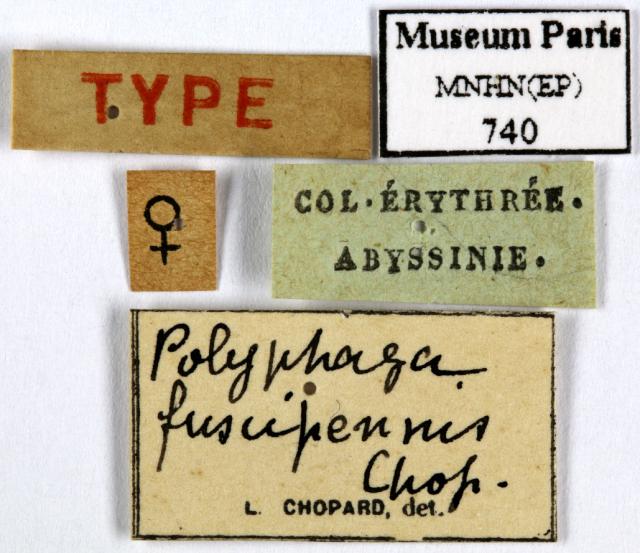 TYPE
Museum Paris
MNHN(EP)
740
♀
COL. ÉRYTHRÉE.
ABYSSINIE.
Polyphaga
fuscipennis
Chop.
L. CHOPARD, det.